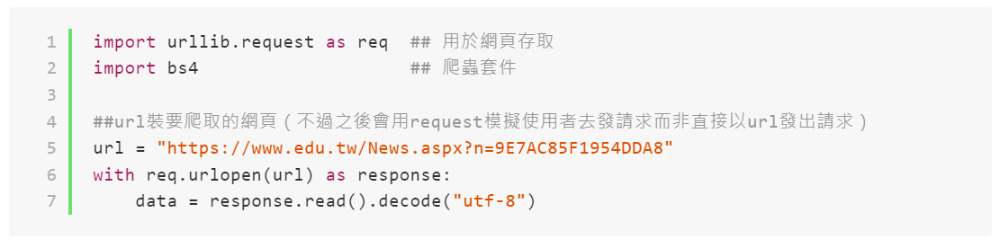 1 import urllib.request as req  ## 用於網頁存取
2 import bs4                    ## 爬蟲套件
3
4 ##url裝要爬取的網頁(不過之後會用request模擬使用者去發請求而非直接以url發出請求)
5 url = "https://www.edu.tw/News.aspx?n=9E7AC85F1954DDA8"
6 with req.urlopen(url) as response:
7     data = response.read().decode("utf-8")